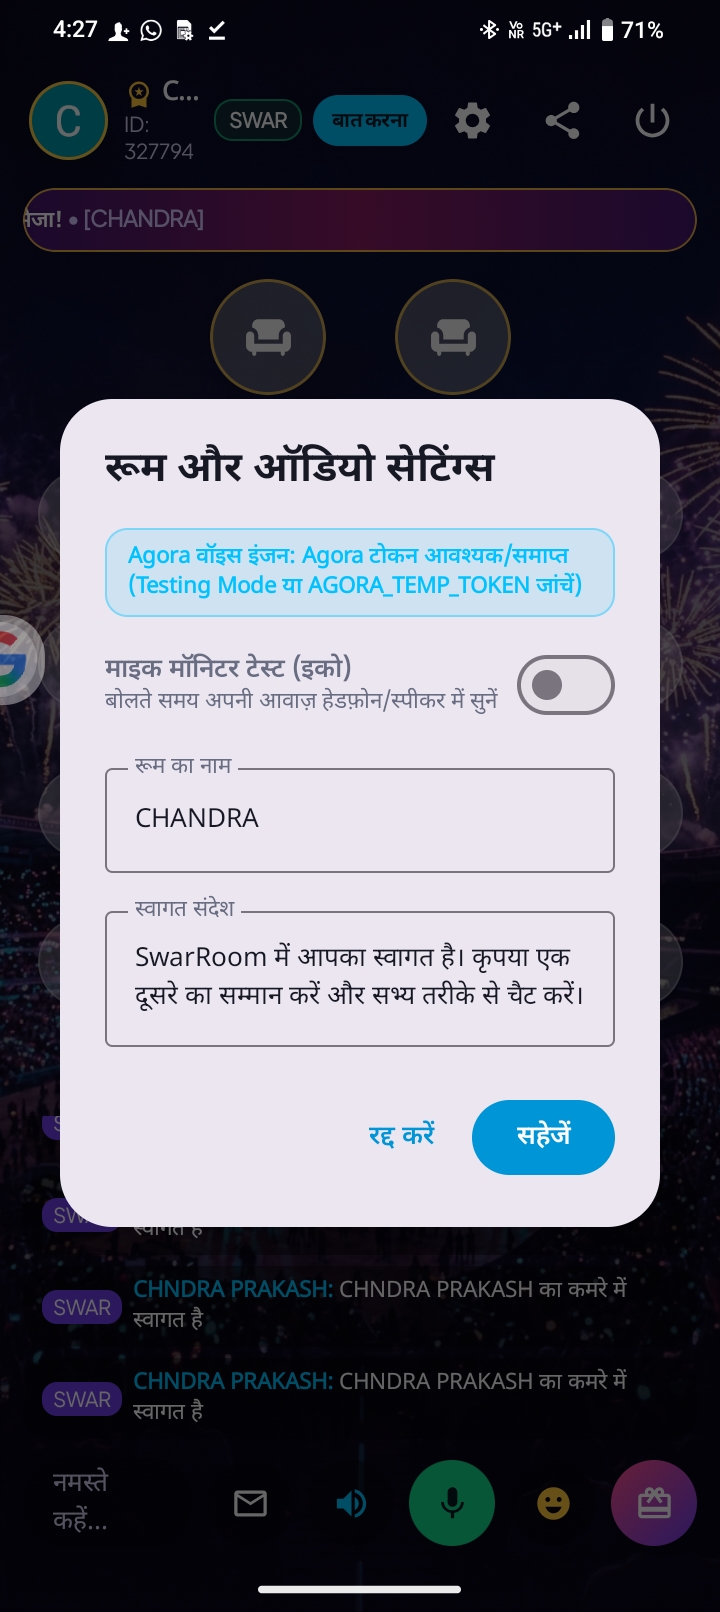 4:27 VoNR 5G+ 71%
C C...
ID:
327794
SWAR बात करना
! • [CHANDRA]
रूम और ऑडियो सेटिंग्स
Agora वॉइस इंजन: Agora टोकन आवश्यक/समाप्त
(Testing Mode या AGORA_TEMP_TOKEN जांचें)
माइक मॉनिटर टेस्ट (इको)
बोलते समय अपनी आवाज़ हेडफ़ोन/स्पीकर में सुनें
रूम का नाम
CHANDRA
स्वागत संदेश
SwarRoom में आपका स्वागत है। कृपया एक
दूसरे का सम्मान करें और सभ्य तरीके से चैट करें।
रद्द करें सहेजें
स्वागत है
SWAR CHNDRA PRAKASH: CHNDRA PRAKASH का कमरे में
स्वागत है
SWAR CHNDRA PRAKASH: CHNDRA PRAKASH का कमरे में
स्वागत है
नमस्ते
कहें...